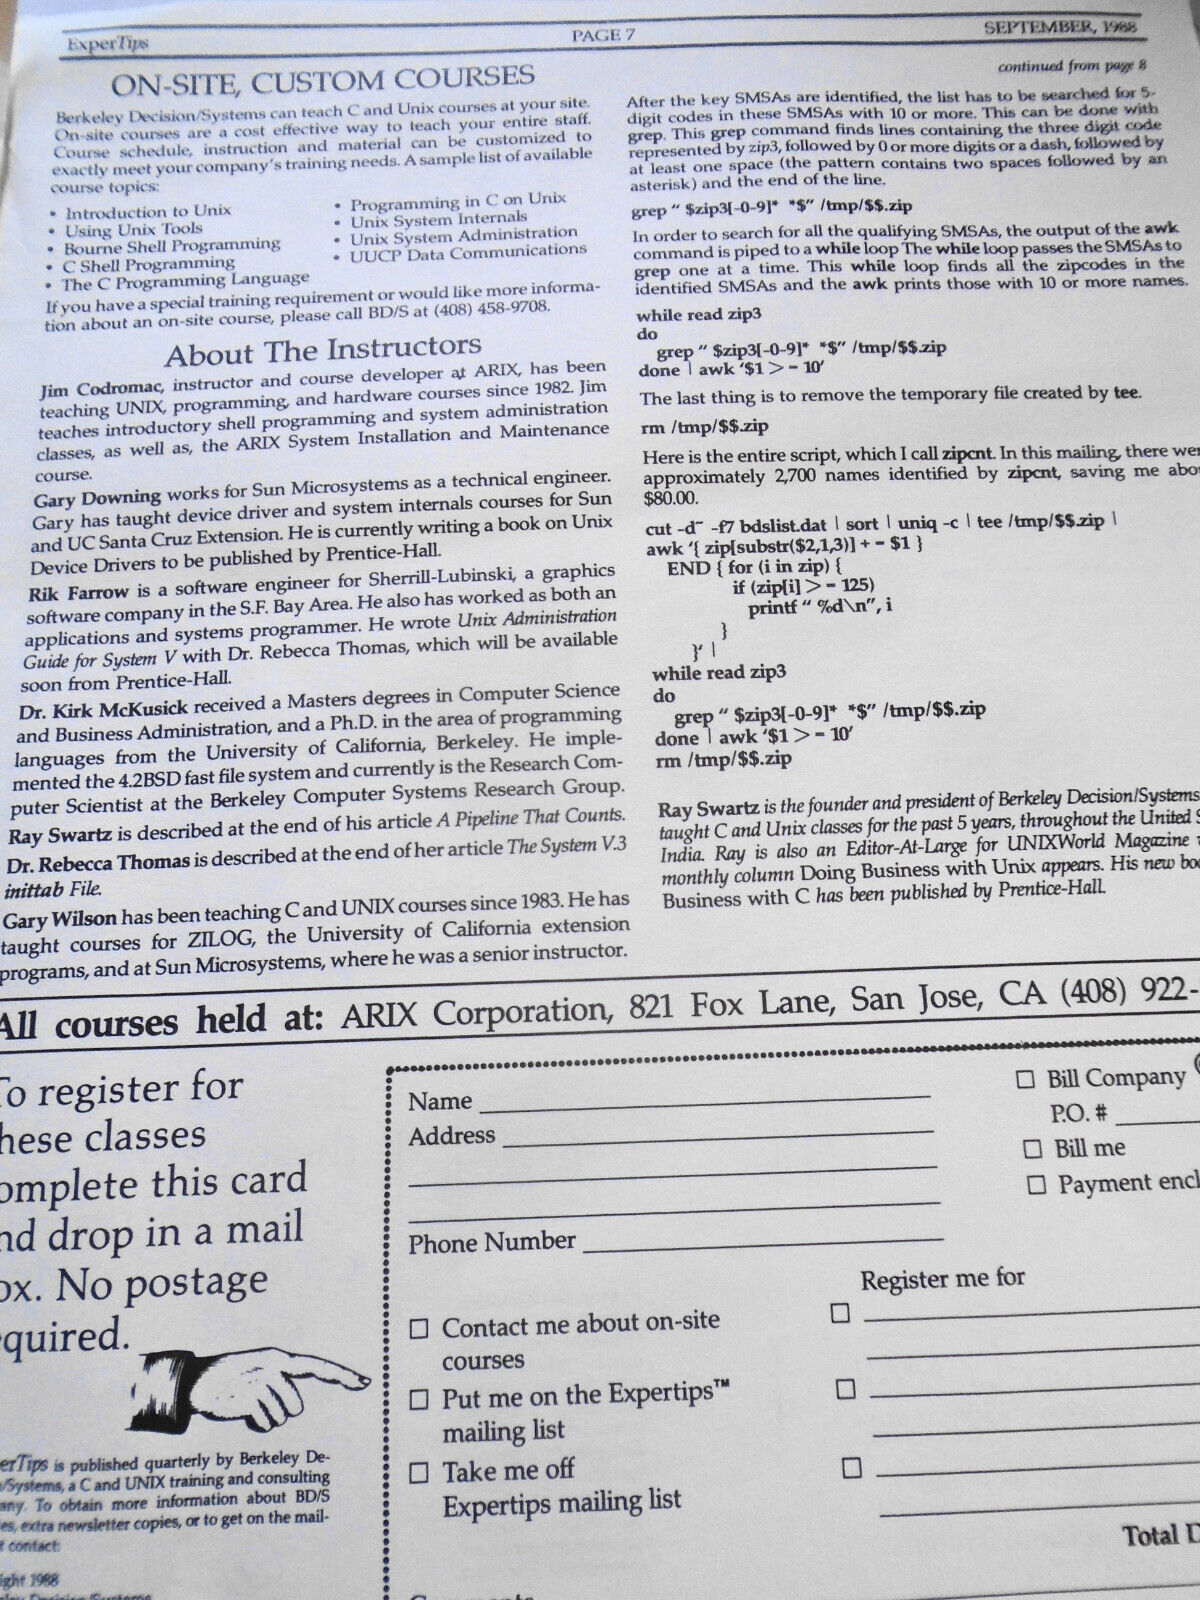 ExperTips PAGE 7 SEPTEMBER, 1988
ON-SITE, CUSTOM COURSES
Berkeley Decision/Systems can teach C and Unix courses at your site.
On-site courses are a cost effective way to teach your entire staff.
Course schedule, instruction and material can be customized to
exactly meet your company's training needs. A sample list of available
course topics:
• Introduction to Unix
• Using Unix Tools
• Bourne Shell Programming
• C Shell Programming
• The C Programming Language
• Programming in C on Unix
• Unix System Internals
• Unix System Administration
• UUCP Data Communications
If you have a special training requirement or would like more informa-
tion about an on-site course, please call BD/S at (408) 458-9708.
About The Instructors
Jim Codromac, instructor and course developer at ARIX, has been
teaching UNIX, programming, and hardware courses since 1982. Jim
teaches introductory shell programming and system administration
classes, as well as, the ARIX System Installation and Maintenance
course.
Gary Downing works for Sun Microsystems as a technical engineer.
Gary has taught device driver and system internals courses for Sun
and UC Santa Cruz Extension. He is currently writing a book on Unix
Device Drivers to be published by Prentice-Hall.
Rik Farrow is a software engineer for Sherrill-Lubinski, a graphics
software company in the S.F. Bay Area. He also has worked as both an
applications and systems programmer. He wrote Unix Administration
Guide for System V with Dr. Rebecca Thomas, which will be available
soon from Prentice-Hall.
Dr. Kirk McKusick received a Masters degrees in Computer Science
and Business Administration, and a Ph.D. in the area of programming
languages from the University of California, Berkeley. He imple-
mented the 4.2BSD fast file system and currently is the Research Com-
puter Scientist at the Berkeley Computer Systems Research Group.
Ray Swartz is described at the end of his article A Pipeline That Counts.
Dr. Rebecca Thomas is described at the end of her article The System V.3
inittab File.
Gary Wilson has been teaching C and UNIX courses since 1983. He has
taught courses for ZILOG, the University of California extension
programs, and at Sun Microsystems, where he was a senior instructor.
continued from page 8
After the key SMSAs are identified, the list has to be searched for 5-
digit codes in these SMSAs with 10 or more. This can be done with
grep. This grep command finds lines containing the three digit code
represented by zip3, followed by 0 or more digits or a dash, followed by
at least one space (the pattern contains two spaces followed by an
asterisk) and the end of the line.
grep “ $zip3[-0-9]*  *$” /tmp/$$.zip
In order to search for all the qualifying SMSAs, the output of the awk
command is piped to a while loop The while loop passes the SMSAs to
grep one at a time. This while loop finds all the zipcodes in the
identified SMSAs and the awk prints those with 10 or more names.
while read zip3
do
grep “ $zip3[-0-9]*  *$” /tmp/$$.zip
done | awk ‘$1 > = 10’
The last thing is to remove the temporary file created by tee.
rm /tmp/$$.zip
Here is the entire script, which I call zipcnt. In this mailing, there wer
approximately 2,700 names identified by zipcnt, saving me abou
$80.00.
cut -d~ -f7 bdslist.dat | sort | uniq -c | tee /tmp/$$.zip |
awk ‘{ zip[substr($2,1,3)] + = $1 }
END { for (i in zip) {
if (zip[i] > = 125)
printf “ %d\n”, i
}
}’ |
while read zip3
do
grep “ $zip3[-0-9]*  *$” /tmp/$$.zip
done | awk ‘$1 > = 10’
rm /tmp/$$.zip
Ray Swartz is the founder and president of Berkeley Decision/Systems.
taught C and Unix classes for the past 5 years, throughout the United S
India. Ray is also an Editor-At-Large for UNIXWorld Magazine
monthly column Doing Business with Unix appears. His new boo
Business with C has been published by Prentice-Hall.
All courses held at: ARIX Corporation, 821 Fox Lane, San Jose, CA (408) 922-
To register for
hese classes
omplete this card
nd drop in a mail
ox. No postage
quired.
erTips is published quarterly by Berkeley De-
/Systems, a C and UNIX training and consulting
any. To obtain more information about BD/S
es, extra newsletter copies, or to get on the mail-
t contact:
ight 1988
Name
Address
Phone Number
Contact me about on-site
courses
Put me on the Expertips™
mailing list
Take me off
Expertips mailing list
Bill Company
P.O. #
Bill me
Payment encl
Register me for
Total D